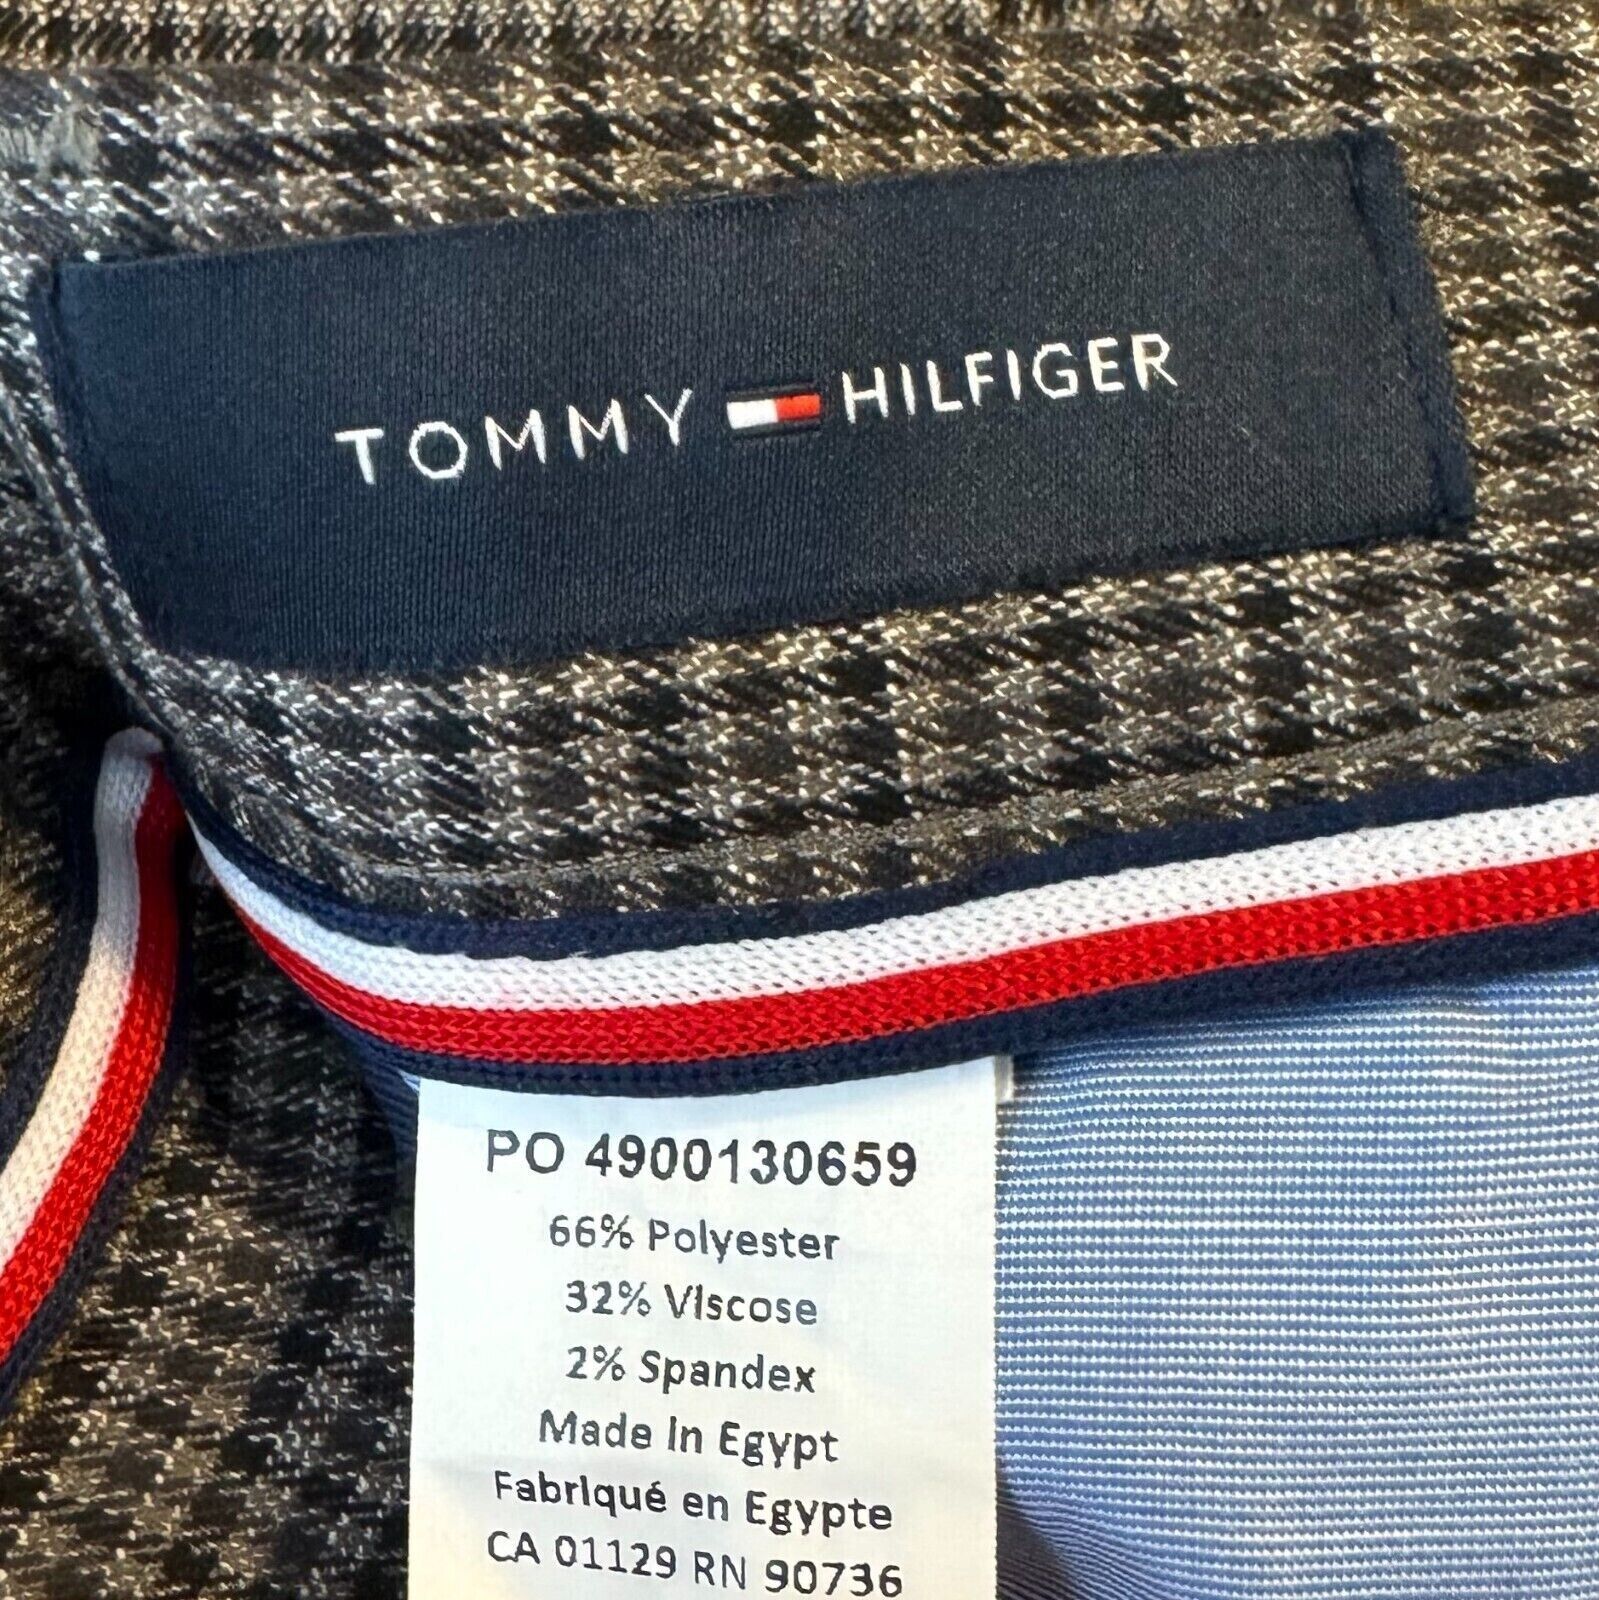 TOMMY HILFIGER
PO 4900130659
66% Polyester
32% Viscose
2% Spandex
Made in Egypt
Fabriqué en Egypte
CA 01129 RN 90736